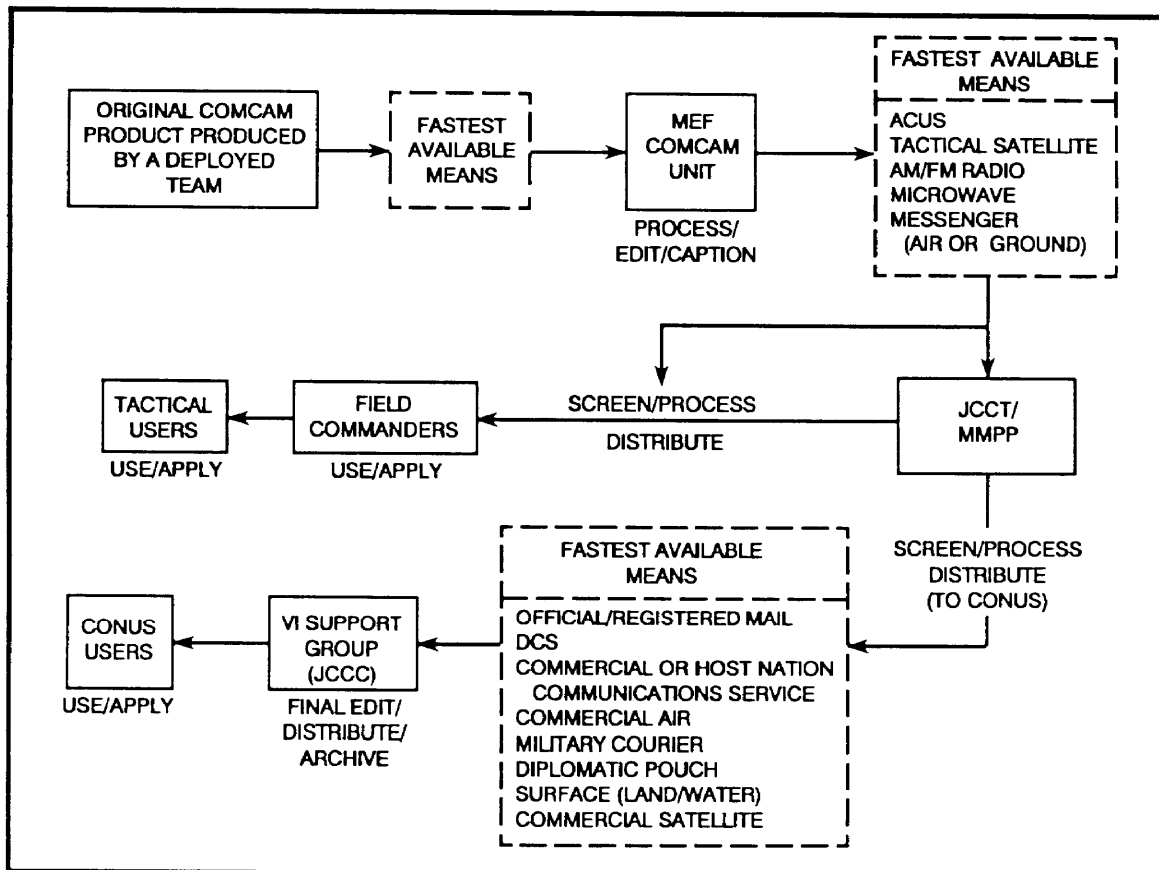 ORIGINAL COMCAM
PRODUCT PRODUCED
BY A DEPLOYED
TEAM
FASTEST
AVAILABLE
MEANS
MEF
COMCAM
UNIT
PROCESS/
EDIT/CAPTION
FASTEST AVAILABLE
MEANS
ACUS
TACTICAL SATELLITE
AM/FM RADIO
MICROWAVE
MESSENGER
(AIR OR GROUND)
TACTICAL
USERS
USE/APPLY
FIELD
COMMANDERS
USE/APPLY
SCREEN/PROCESS
DISTRIBUTE
JCCT/
MMPP
SCREEN/PROCESS
DISTRIBUTE
(TO CONUS)
FASTEST AVAILABLE
MEANS
OFFICIAL/REGISTERED MAIL
DCS
COMMERCIAL OR HOST NATION
COMMUNICATIONS SERVICE
COMMERCIAL AIR
MILITARY COURIER
DIPLOMATIC POUCH
SURFACE (LAND/WATER)
COMMERCIAL SATELLITE
VI SUPPORT
GROUP
(JCCC)
FINAL EDIT/
DISTRIBUTE/
ARCHIVE
CONUS
USERS
USE/APPLY